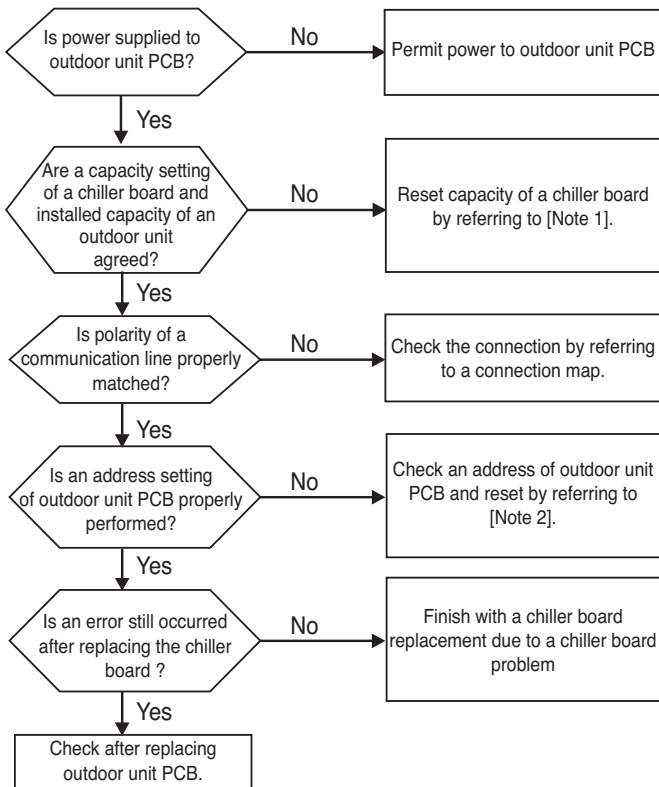 Is power supplied to
outdoor unit PCB?
No
Permit power to outdoor unit PCB
Yes
Are a capacity setting
of a chiller board and
installed capacity of an
outdoor unit
agreed?
No
Reset capacity of a chiller board
by referring to [Note 1].
Yes
Is polarity of a
communication line properly
matched?
No
Check the connection by referring
to a connection map.
Yes
Is an address setting
of outdoor unit PCB properly
performed?
No
Check an address of outdoor unit
PCB and reset by referring to
[Note 2].
Yes
Is an error still occurred
after replacing the chiller
board ?
No
Finish with a chiller board
replacement due to a chiller board
problem
Yes
Check after replacing
outdoor unit PCB.